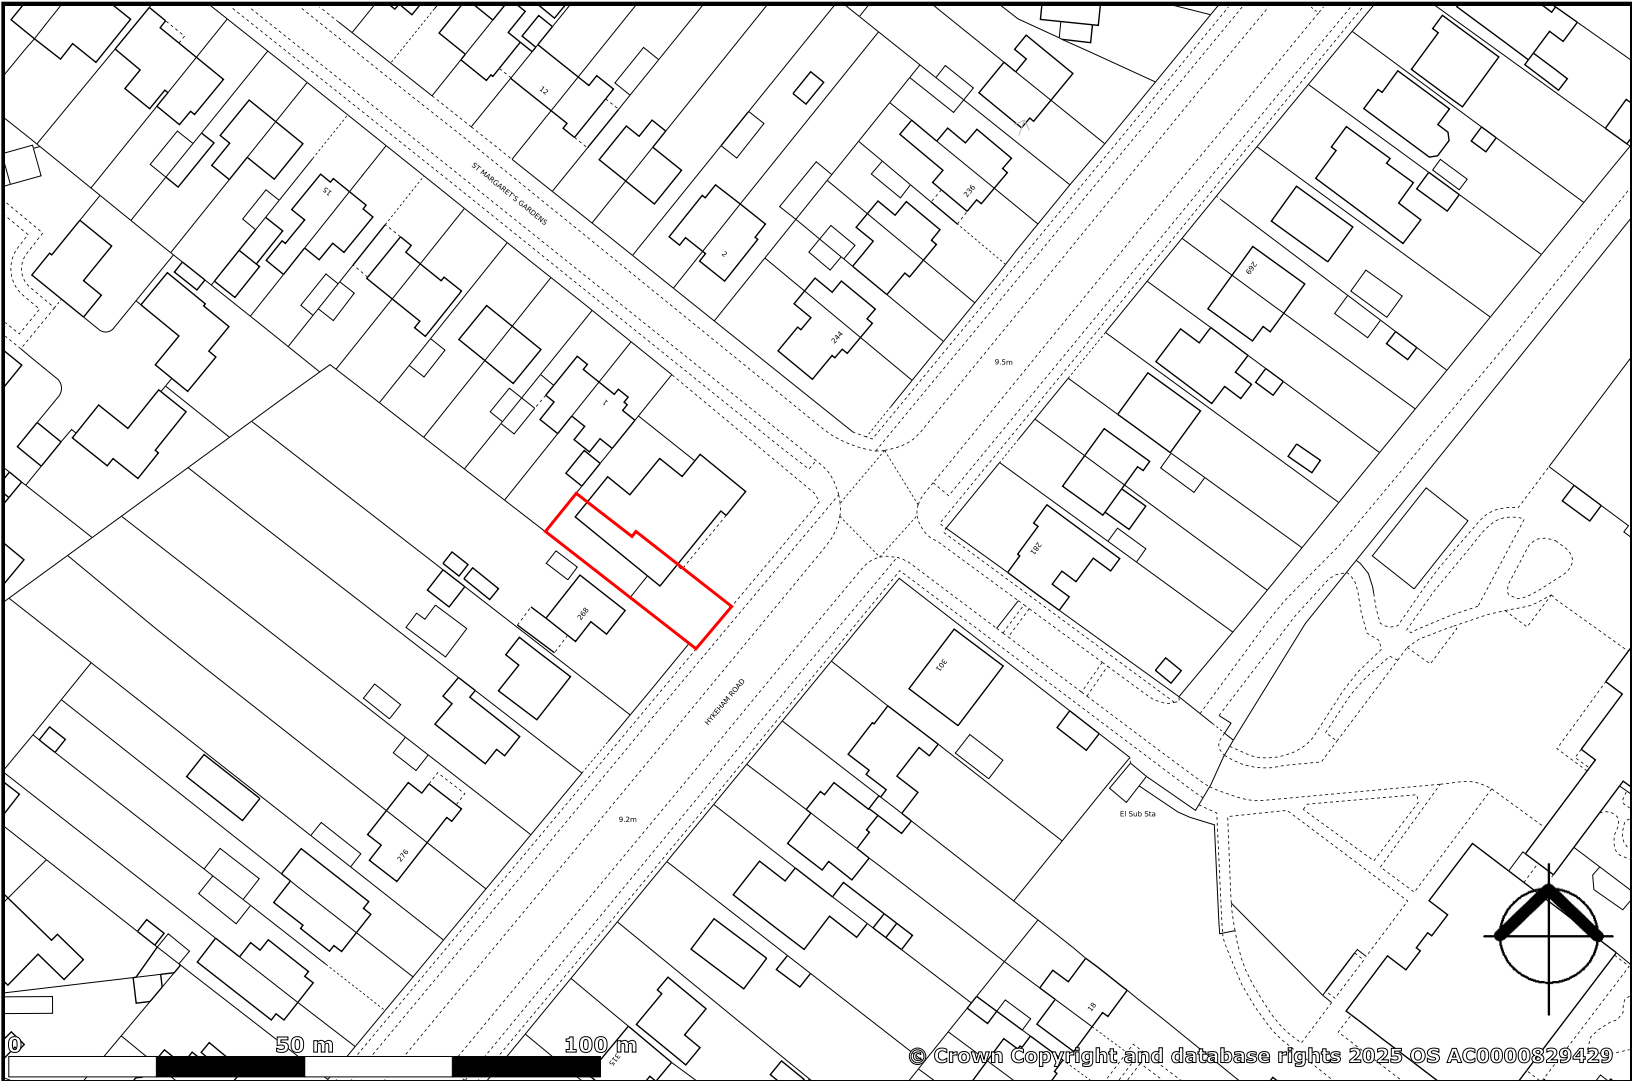 12
ST MARGARET'S GARDENS
15
236
2
269
244
9.5m
1
281
268
301
HYKEHAM ROAD
El Sub Sta
9.2m
276
18
315
0
50 m
100 m
© Crown Copyright and database rights 2025 OS AC0000829429